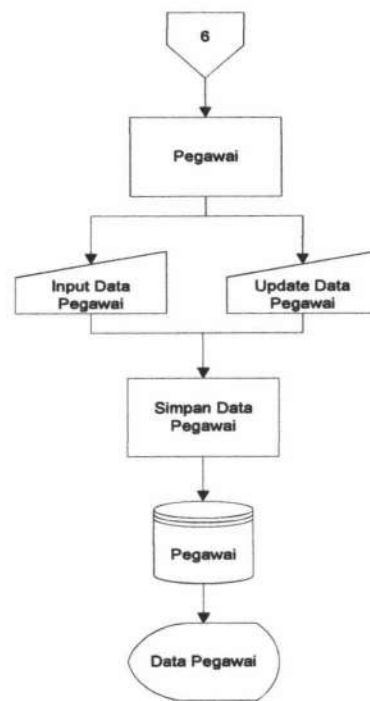 6
Pegawai
Input Data
Pegawai
Update Data
Pegawai
Simpan Data
Pegawai
Pegawai
Data Pegawai